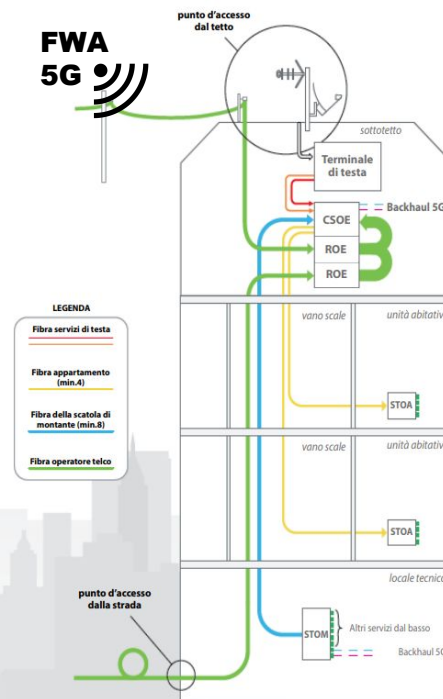 punto d'accesso
dal tetto
FWA
5G
sottotetto
Terminale
di testa
CSOE
Backhaul 5G
ROE
ROE
LEGENDA
Fibra servizi di testa
Fibra appartamento
(min.4)
Fibra della scatola di
montante (min.8)
Fibra operatore telco
vano scale
unità abitativ
STOA
vano scale
unità abitativ
STOA
locale tecnico
punto d'accesso
dalla strada
STOM
Altri servizi dal basso
Backhaul 5G